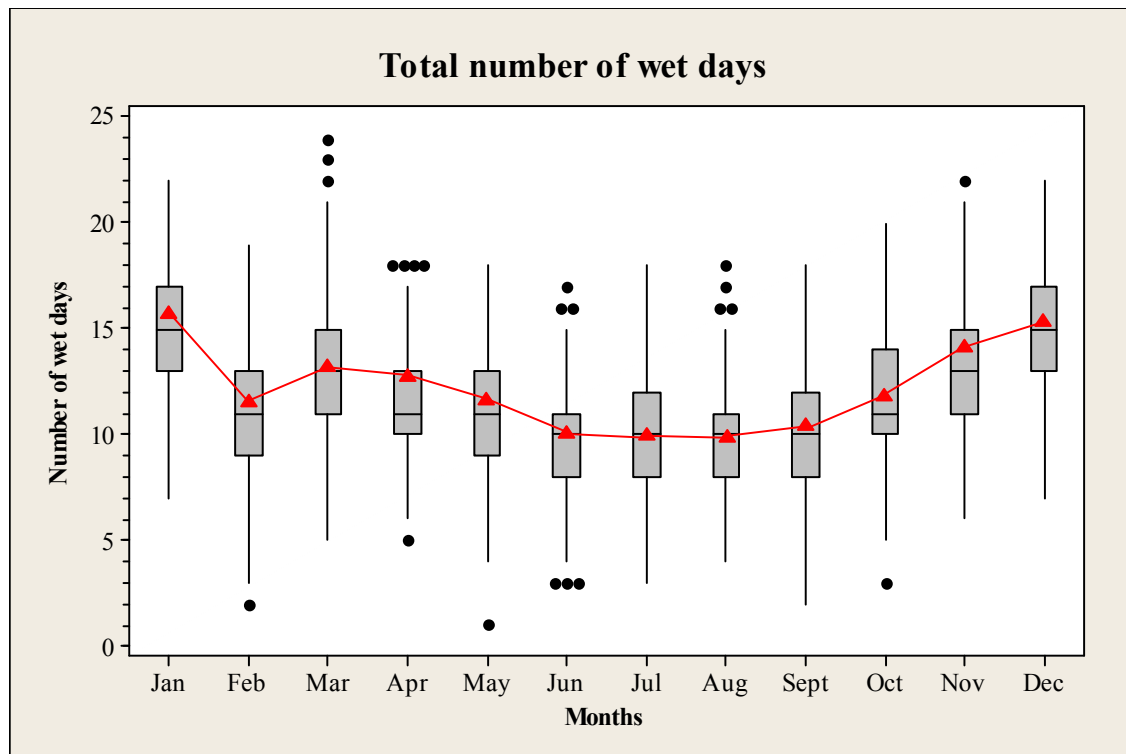 Total number of wet days
Number of wet days
25
20
15
10
5
0
Jan Feb Mar Apr May Jun Jul Aug Sept Oct Nov Dec
Months